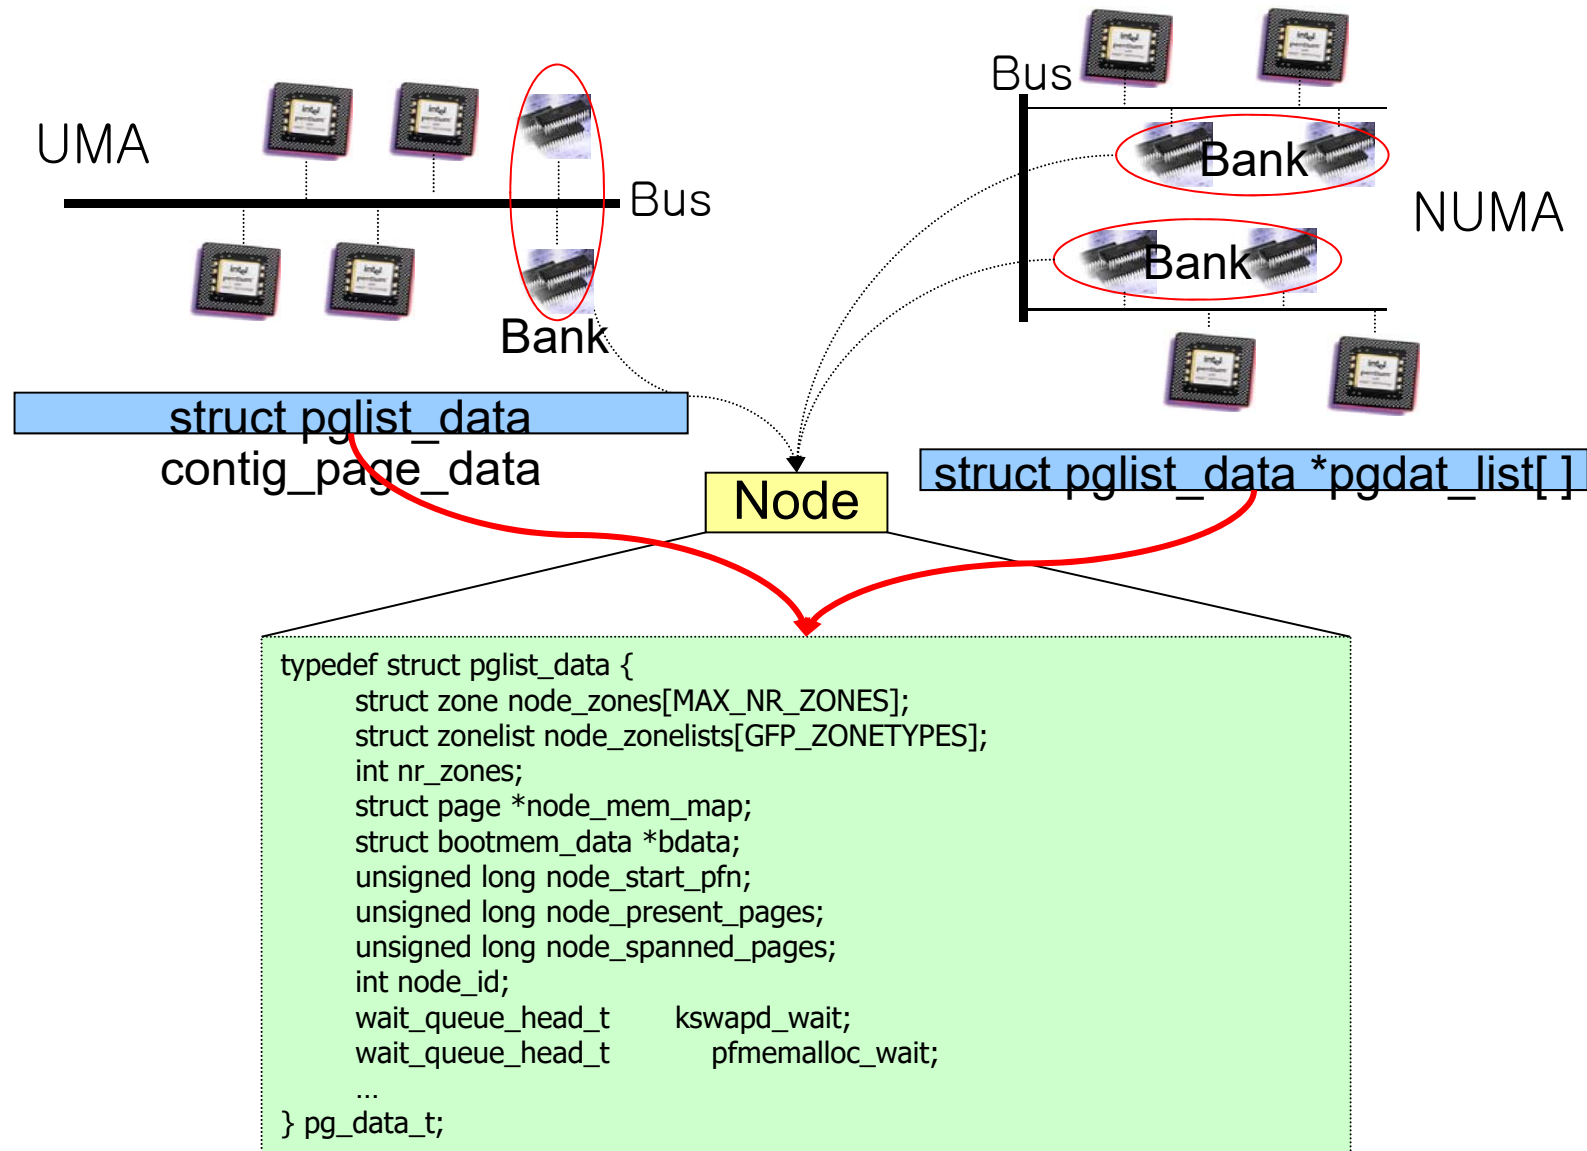 UMA
Bus
Bank
Bus
Bank
Bank
NUMA
struct pglist_data
contig_page_data
Node
struct pglist_data *pgdat_list[ ]
typedef struct pglist_data {
struct zone node_zones[MAX_NR_ZONES];
struct zonelist node_zonelists[GFP_ZONETYPES];
int nr_zones;
struct page *node_mem_map;
struct bootmem_data *bdata;
unsigned long node_start_pfn;
unsigned long node_present_pages;
unsigned long node_spanned_pages;
int node_id;
wait_queue_head_t kswapd_wait;
wait_queue_head_t pfmemalloc_wait;
...
} pg_data_t;